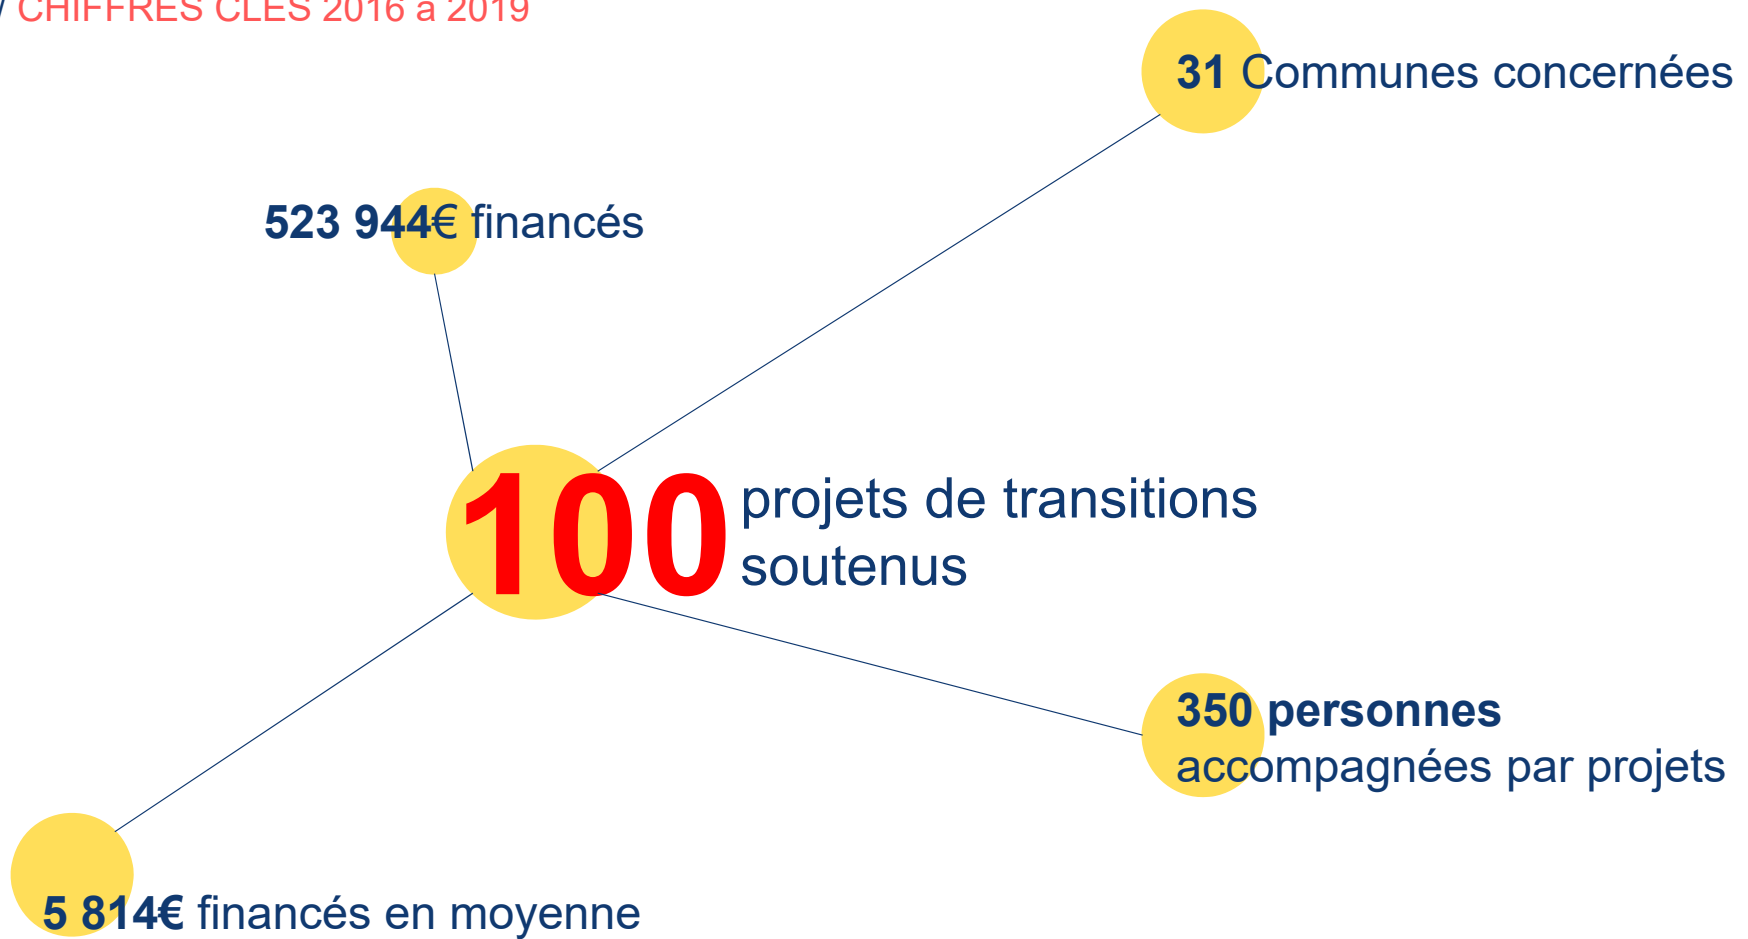 / CHIFFRES CLES 2016 à 2019
31 Communes concernées
523 944€ financés
100 projets de transitions
soutenus
350 personnes
accompagnées par projets
5 814€ financés en moyenne